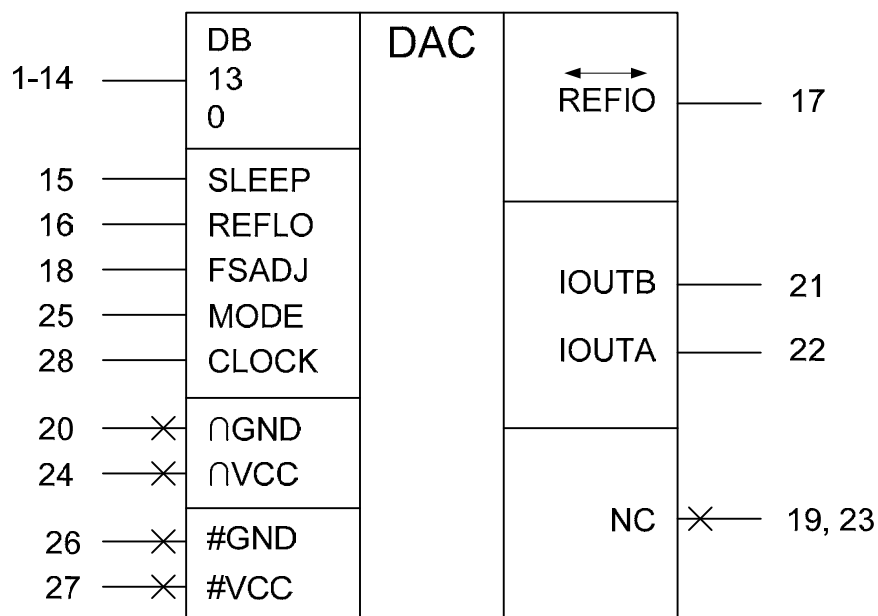 DB
DAC
1-14
13
REFIO
17
0
15
SLEEP
16
REFLO
18
FSADJ
IOUTB
21
25
MODE
28
CLOCK
IOUTA
22
20
∩GND
24
∩VCC
NC
19, 23
26
#GND
27
#VCC